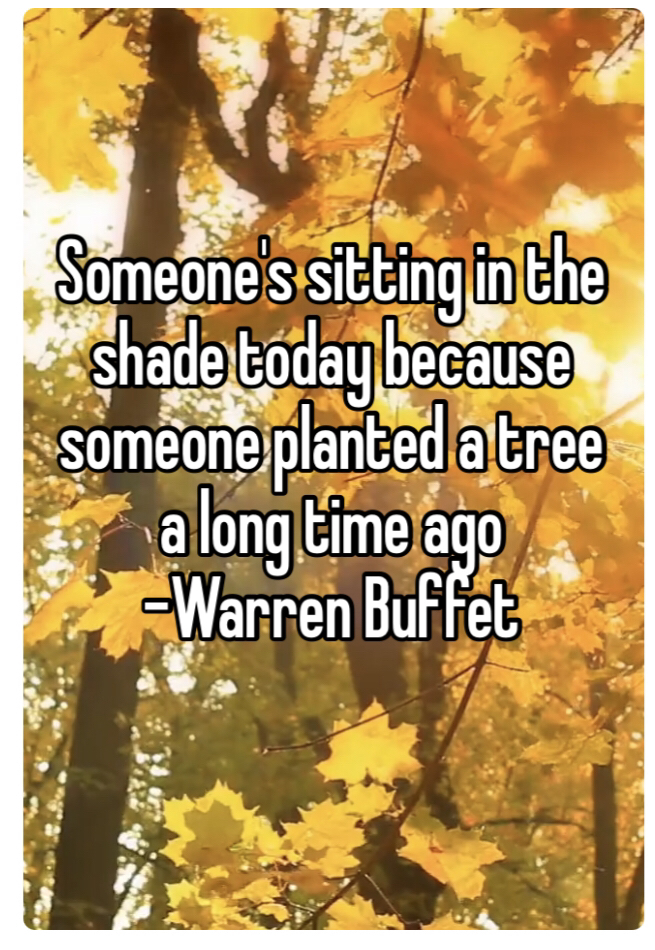 Someone's sitting in the
shade today because
someone planted a tree
a long time ago
-Warren Buffet